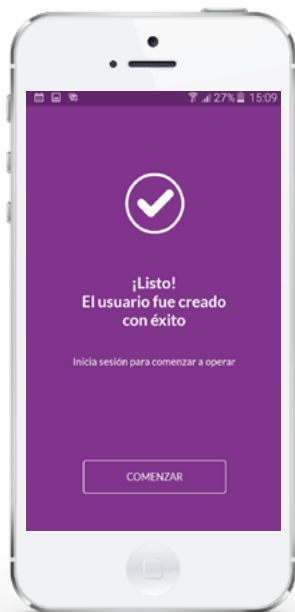 27% 15:09
¡Listo!
El usuario fue creado
con éxito
Inicia sesión para comenzar a operar
COMENZAR